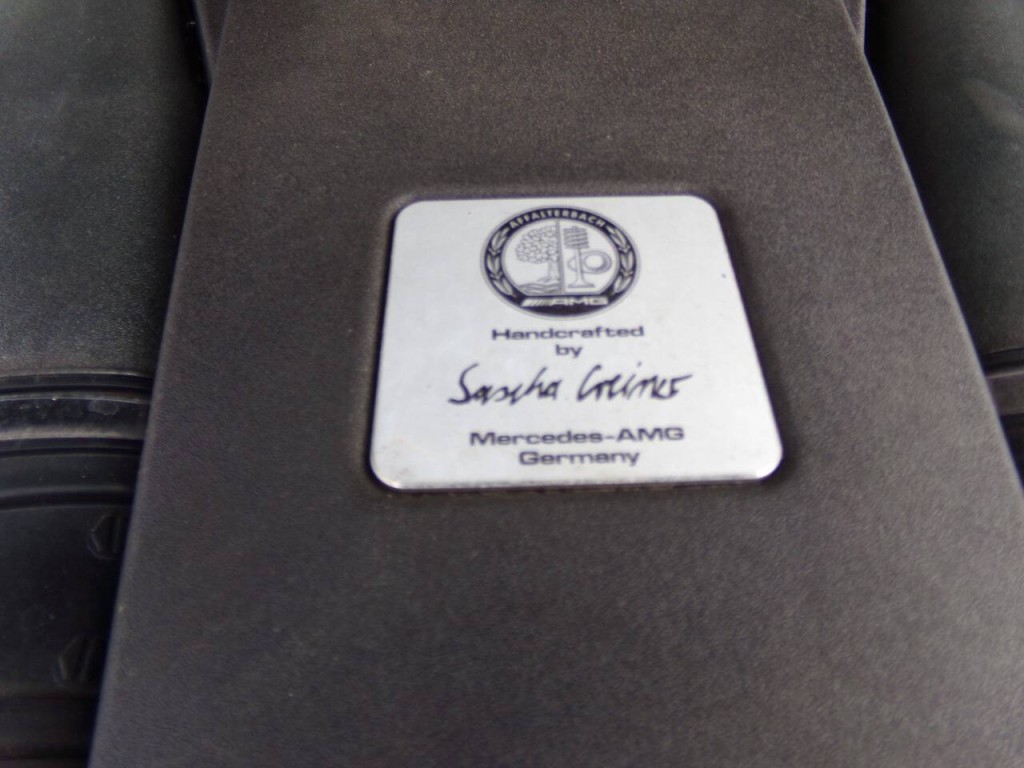 AFFALTERBACH
AMG
Handcrafted
by
Sascha Greiner
Mercedes-AMG
Germany